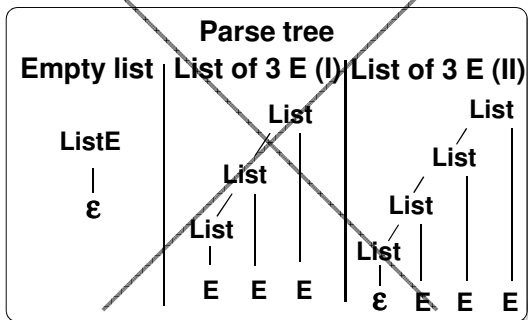 Parse tree
Empty list List of 3 E (I) List of 3 E (II)
List List
ListE
List List
ε
List List
List
E E E
ε E E E